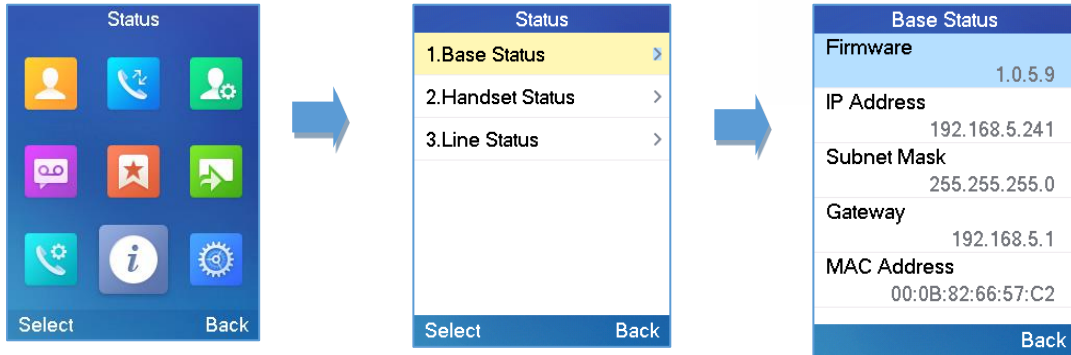 Status
Select Back
Status
1.Base Status
2.Handset Status
3.Line Status
Select Back
Base Status
Firmware
1.0.5.9
IP Address
192.168.5.241
Subnet Mask
255.255.255.0
Gateway
192.168.5.1
MAC Address
00:0B:82:66:57:C2
Back